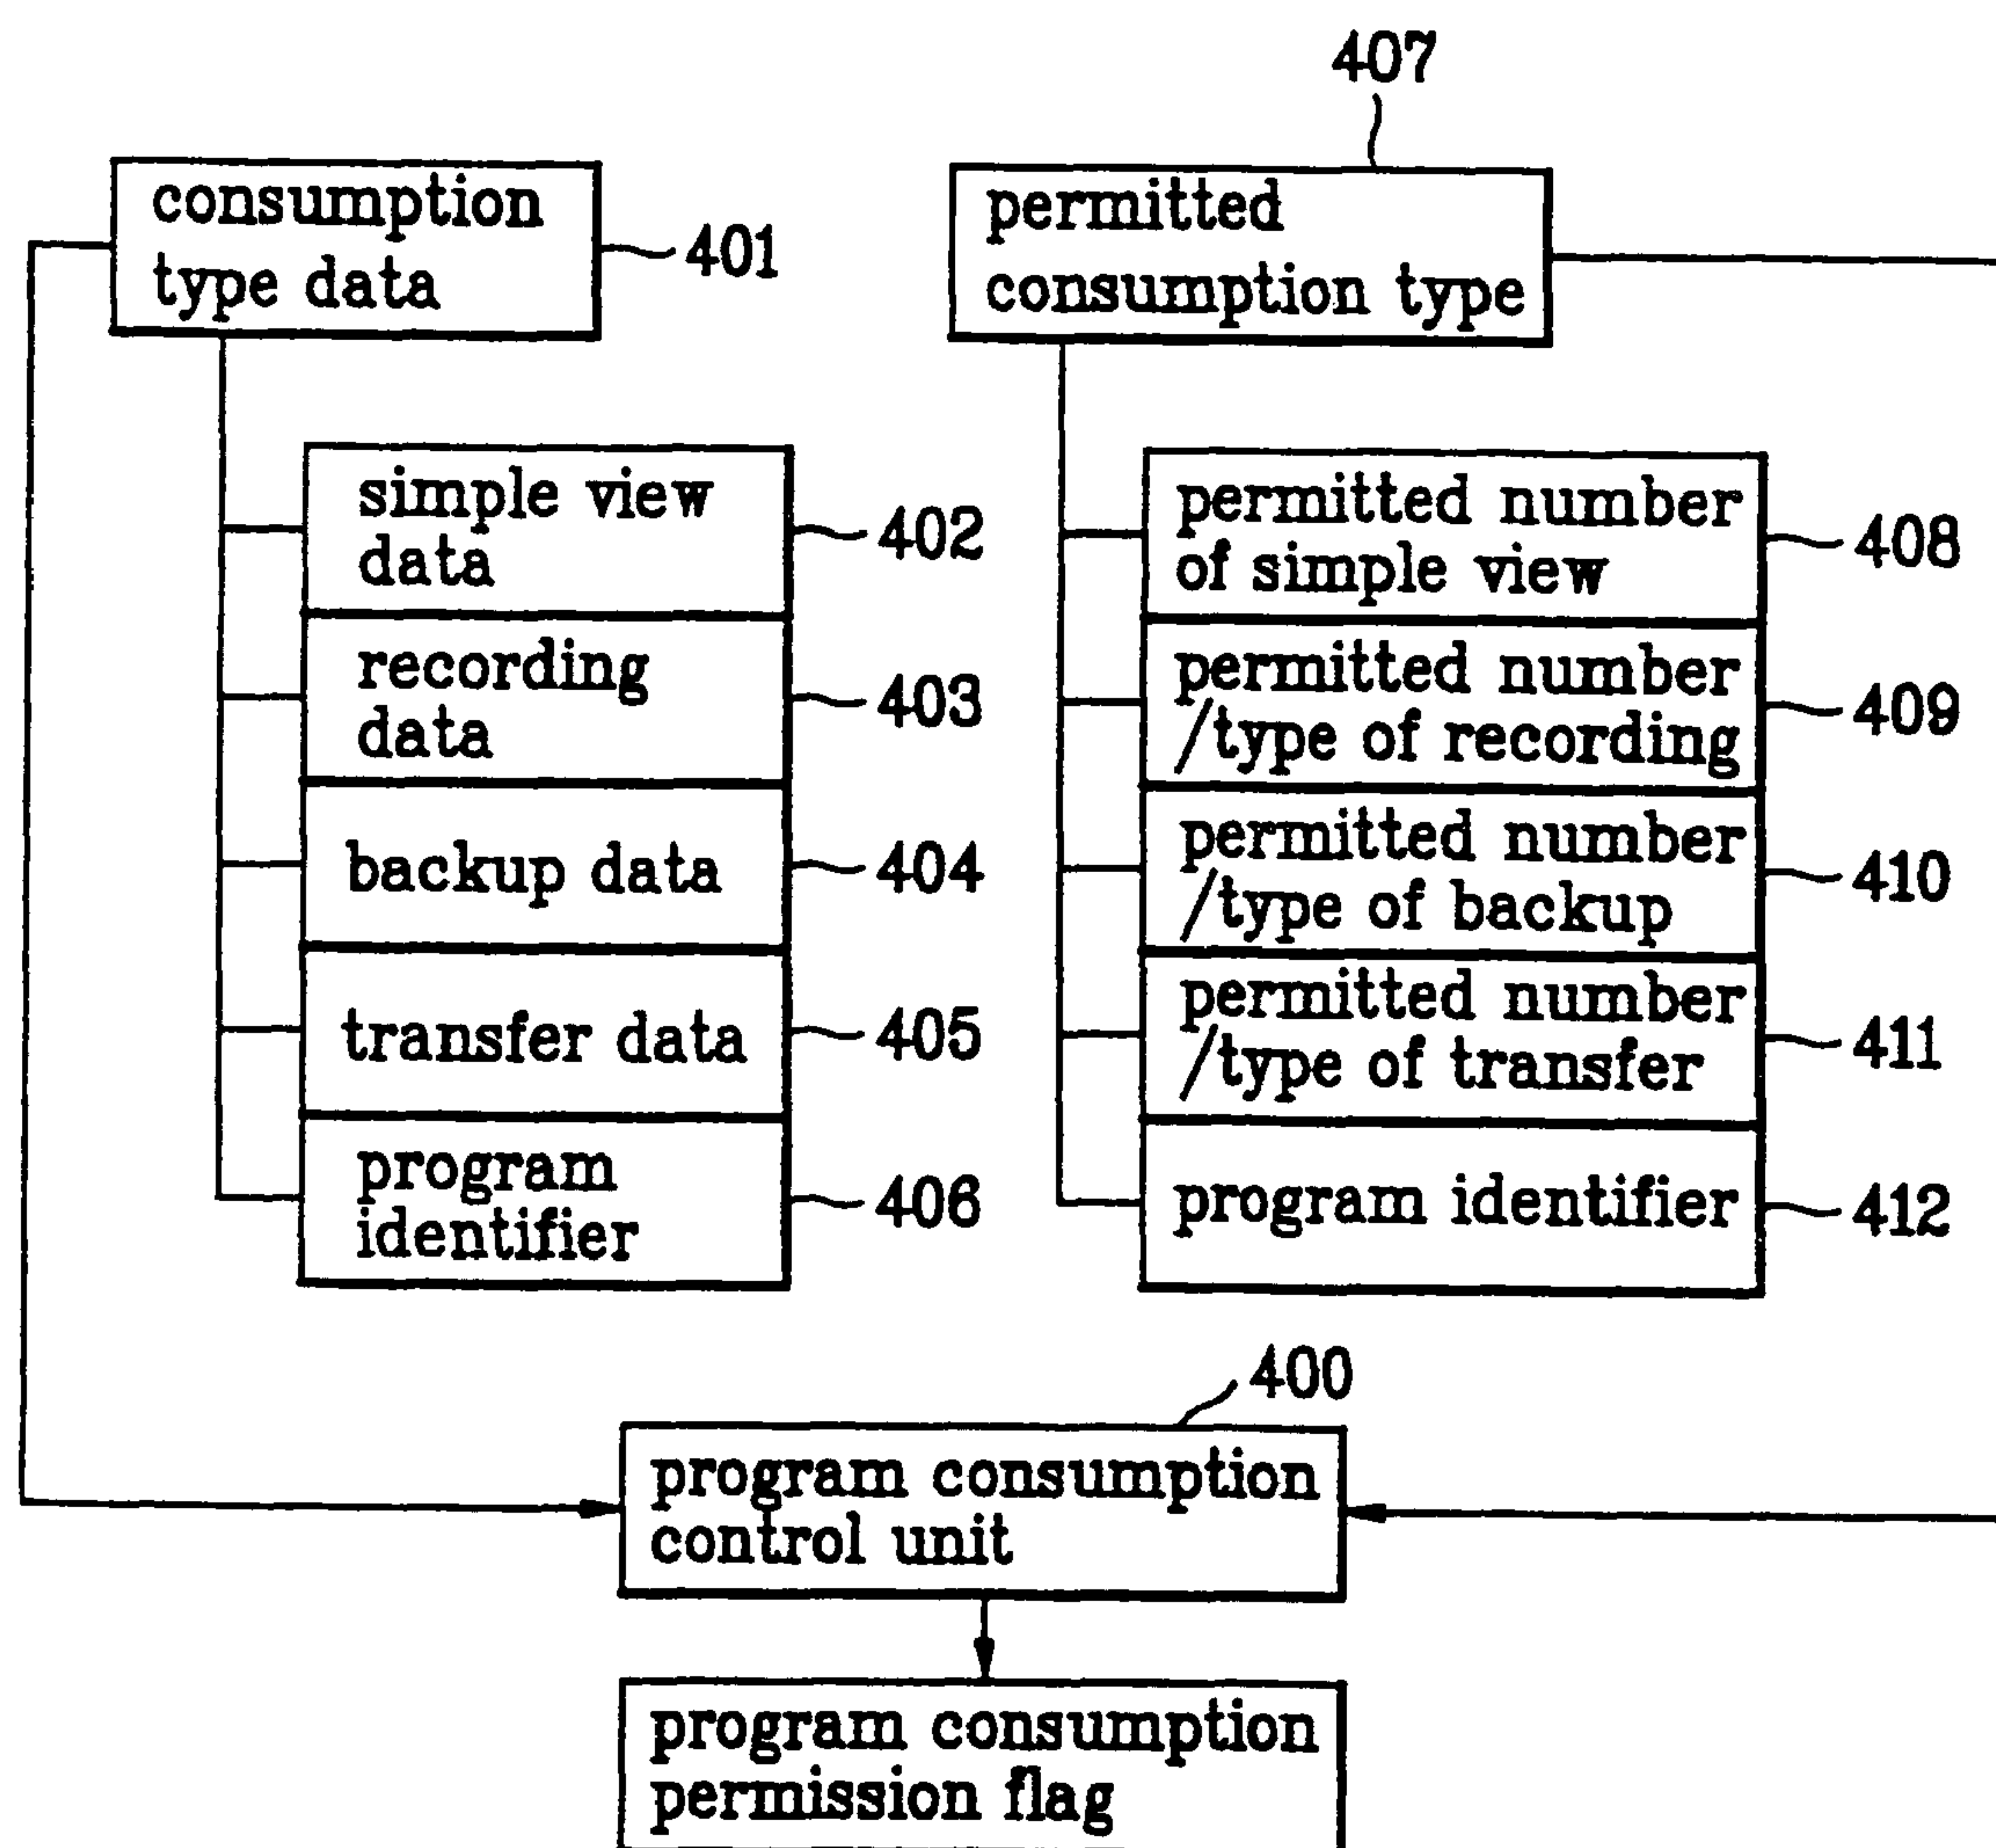 407
consumption
type data
401
permitted
consumption type
simple view
data
402
recording
data
403
backup data
404
transfer data
405
program
identifier
406
permitted number
of simple view
408
permitted number
/type of recording
409
permitted number
/type of backup
410
permitted number
/type of transfer
411
program identifier
412
400
program consumption
control unit
program consumption
permission flag